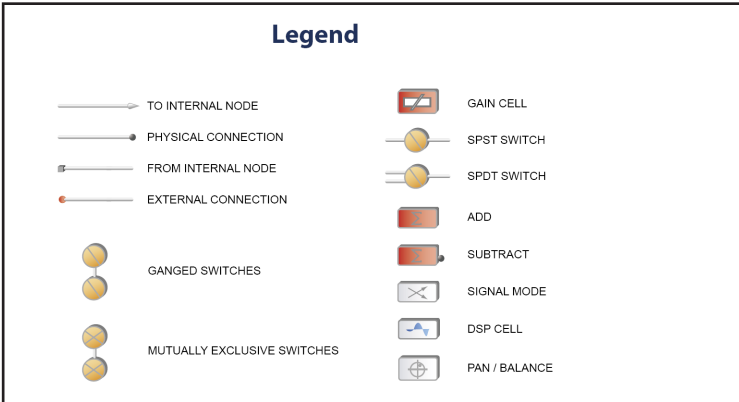 Legend
TO INTERNAL NODE
PHYSICAL CONNECTION
FROM INTERNAL NODE
EXTERNAL CONNECTION
GANGED SWITCHES
MUTUALLY EXCLUSIVE SWITCHES
GAIN CELL
SPST SWITCH
SPDT SWITCH
Σ
ADD
Σ
SUBTRACT
SIGNAL MODE
DSP CELL
PAN / BALANCE